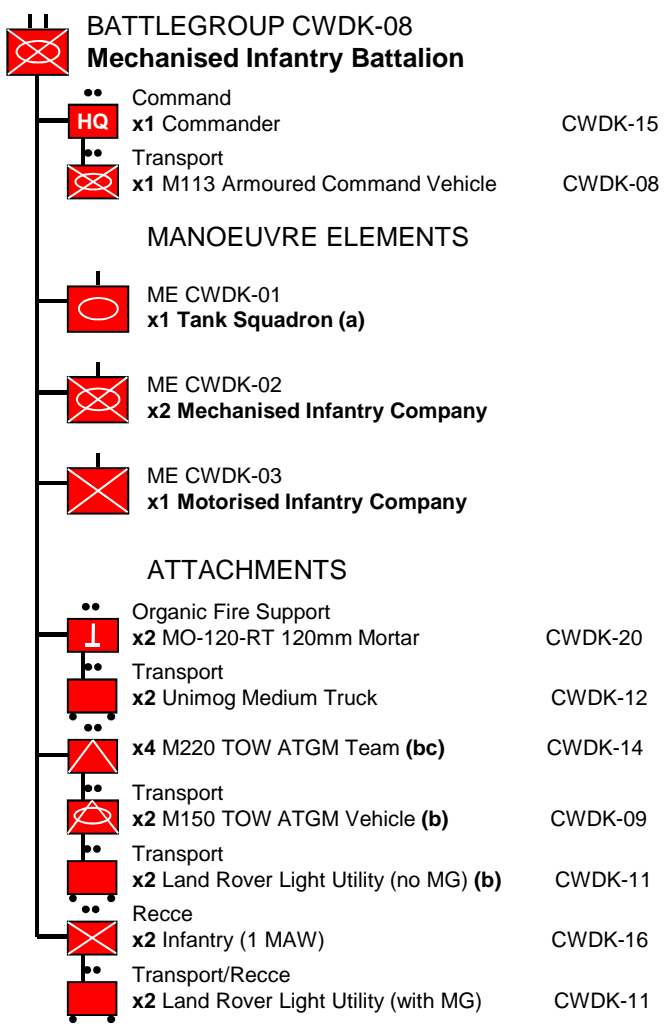 BATTLEGROUP CWDK-08
Mechanised Infantry Battalion
Command
HQ x1 Commander CWDK-15
Transport
x1 M113 Armoured Command Vehicle CWDK-08
MANOEUVRE ELEMENTS
ME CWDK-01
x1 Tank Squadron (a)
ME CWDK-02
x2 Mechanised Infantry Company
ME CWDK-03
x1 Motorised Infantry Company
ATTACHMENTS
Organic Fire Support
x2 MO-120-RT 120mm Mortar CWDK-20
Transport
x2 Unimog Medium Truck CWDK-12
x4 M220 TOW ATGM Team (bc) CWDK-14
Transport
x2 M150 TOW ATGM Vehicle (b) CWDK-09
Transport
x2 Land Rover Light Utility (no MG) (b) CWDK-11
Recce
x2 Infantry (1 MAW) CWDK-16
Transport/Recce
x2 Land Rover Light Utility (with MG) CWDK-11